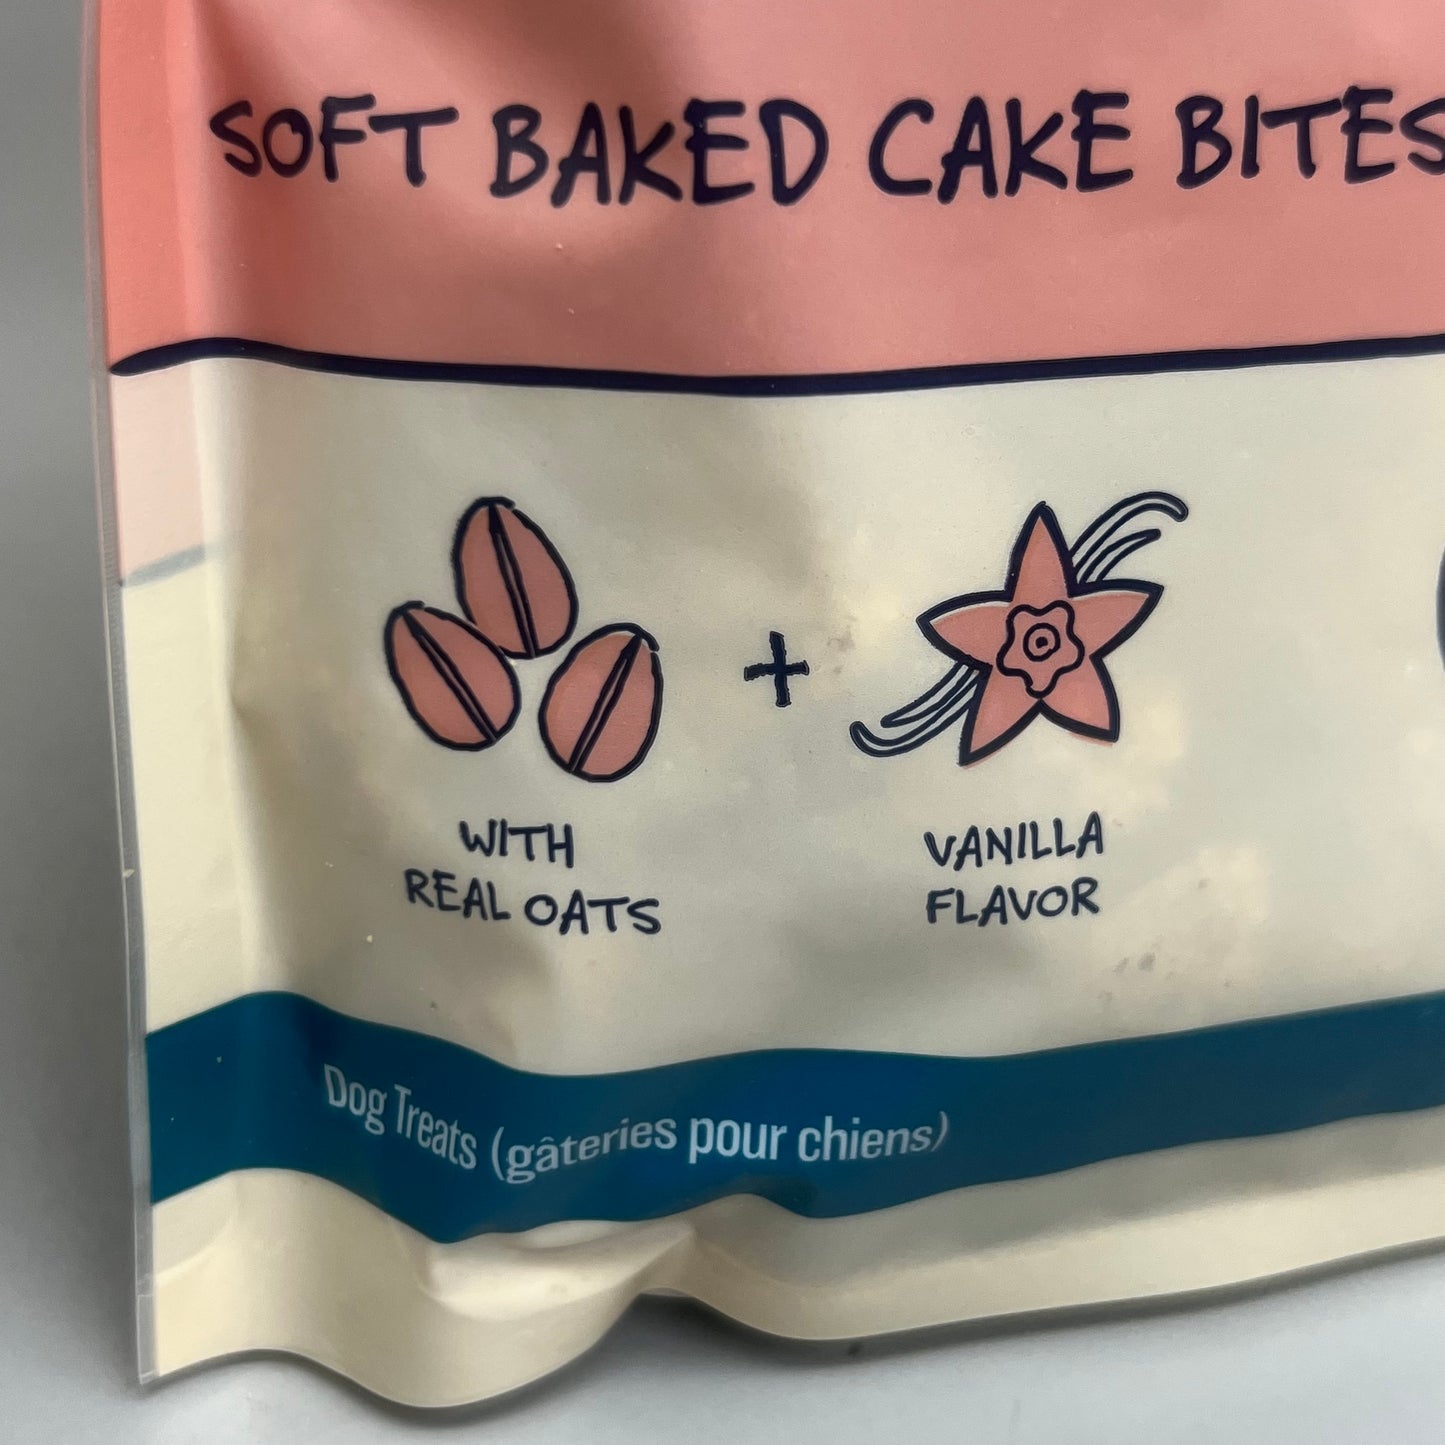 SOFT BAKED CAKE BITES
+
WITH
REAL OATS
VANILLA
FLAVOR
Dog Treats (gâteries pour chiens)